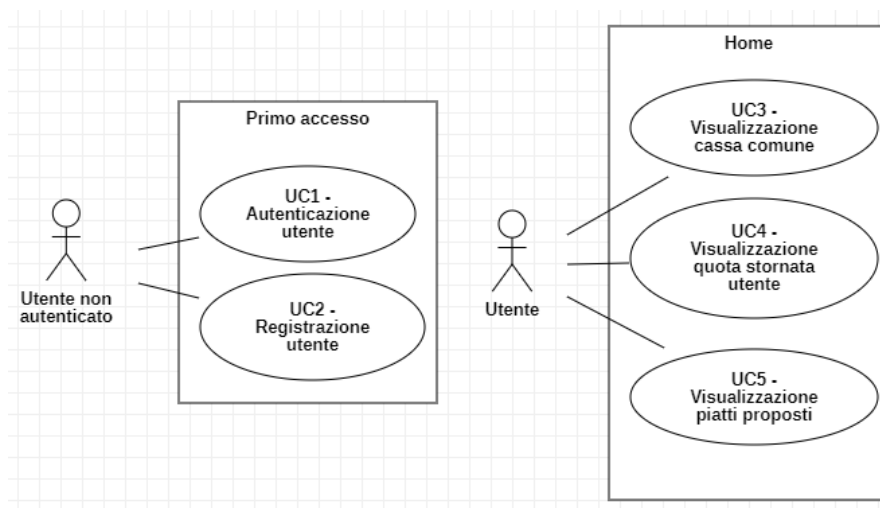 Primo accesso
UC1 -
Autenticazione
utente
UC2 -
Registrazione
utente
Utente non
autenticato
Home
UC3 -
Visualizzazione
cassa comune
UC4 -
Visualizzazione
quota stornata
utente
UC5 -
Visualizzazione
piatti proposti
Utente